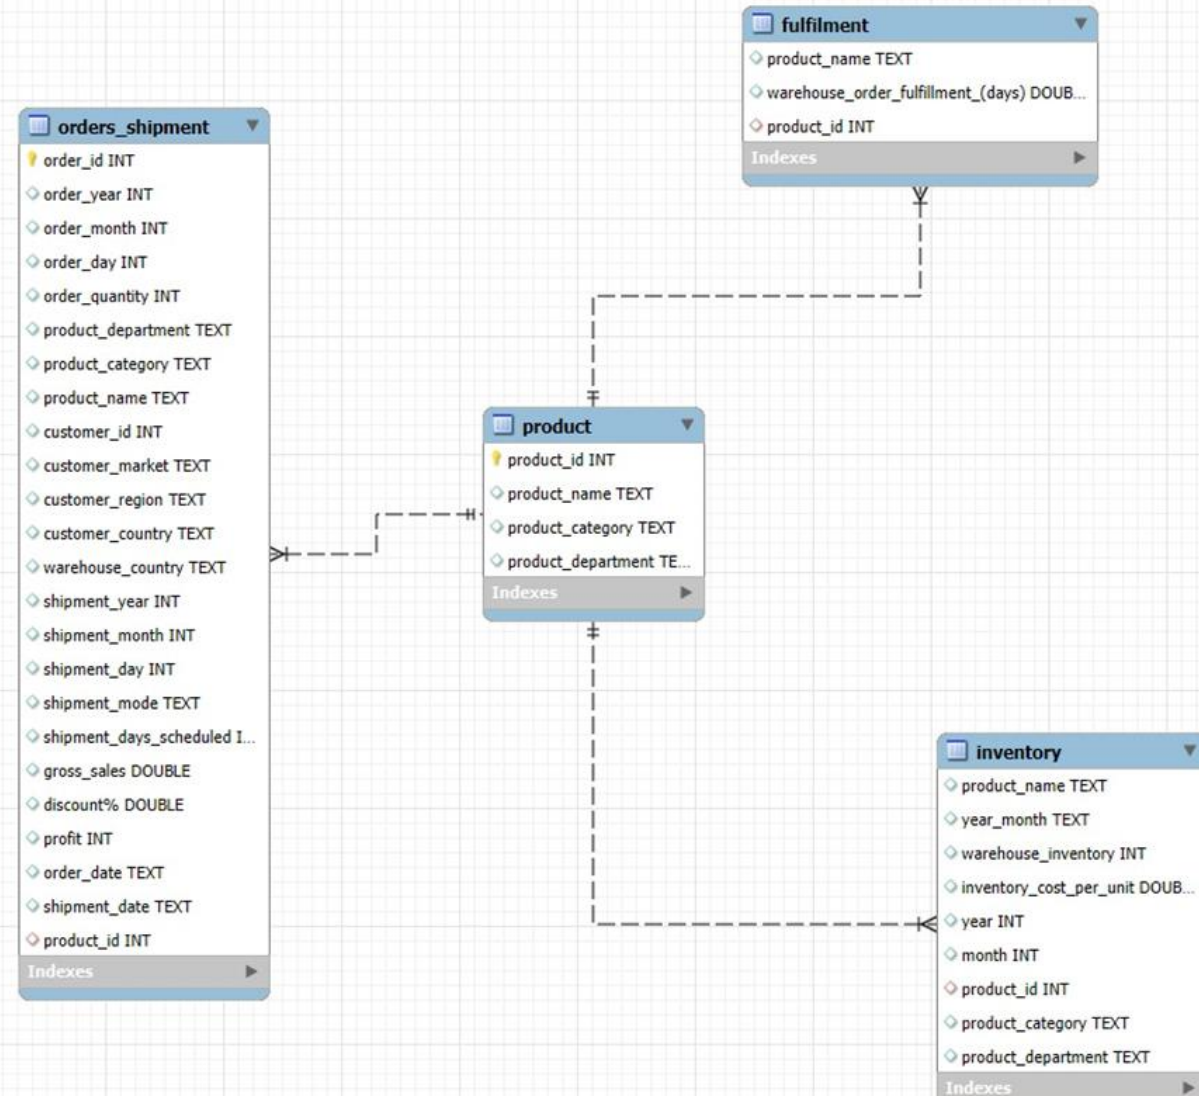 fulfilment
product_name TEXT
warehouse_order_fulfillment_(days) DOUB...
product_id INT
Indexes
orders_shipment
order_id INT
order_year INT
order_month INT
order_day INT
order_quantity INT
product_department TEXT
product_category TEXT
product_name TEXT
customer_id INT
customer_market TEXT
customer_region TEXT
customer_country TEXT
warehouse_country TEXT
shipment_year INT
shipment_month INT
shipment_day INT
shipment_mode TEXT
shipment_days_scheduled I...
gross_sales DOUBLE
discount% DOUBLE
profit INT
order_date TEXT
shipment_date TEXT
product_id INT
Indexes
product
product_id INT
product_name TEXT
product_category TEXT
product_department TE...
Indexes
inventory
product_name TEXT
year_month TEXT
warehouse_inventory INT
inventory_cost_per_unit DOUB...
year INT
month INT
product_id INT
product_category TEXT
product_department TEXT
Indexes